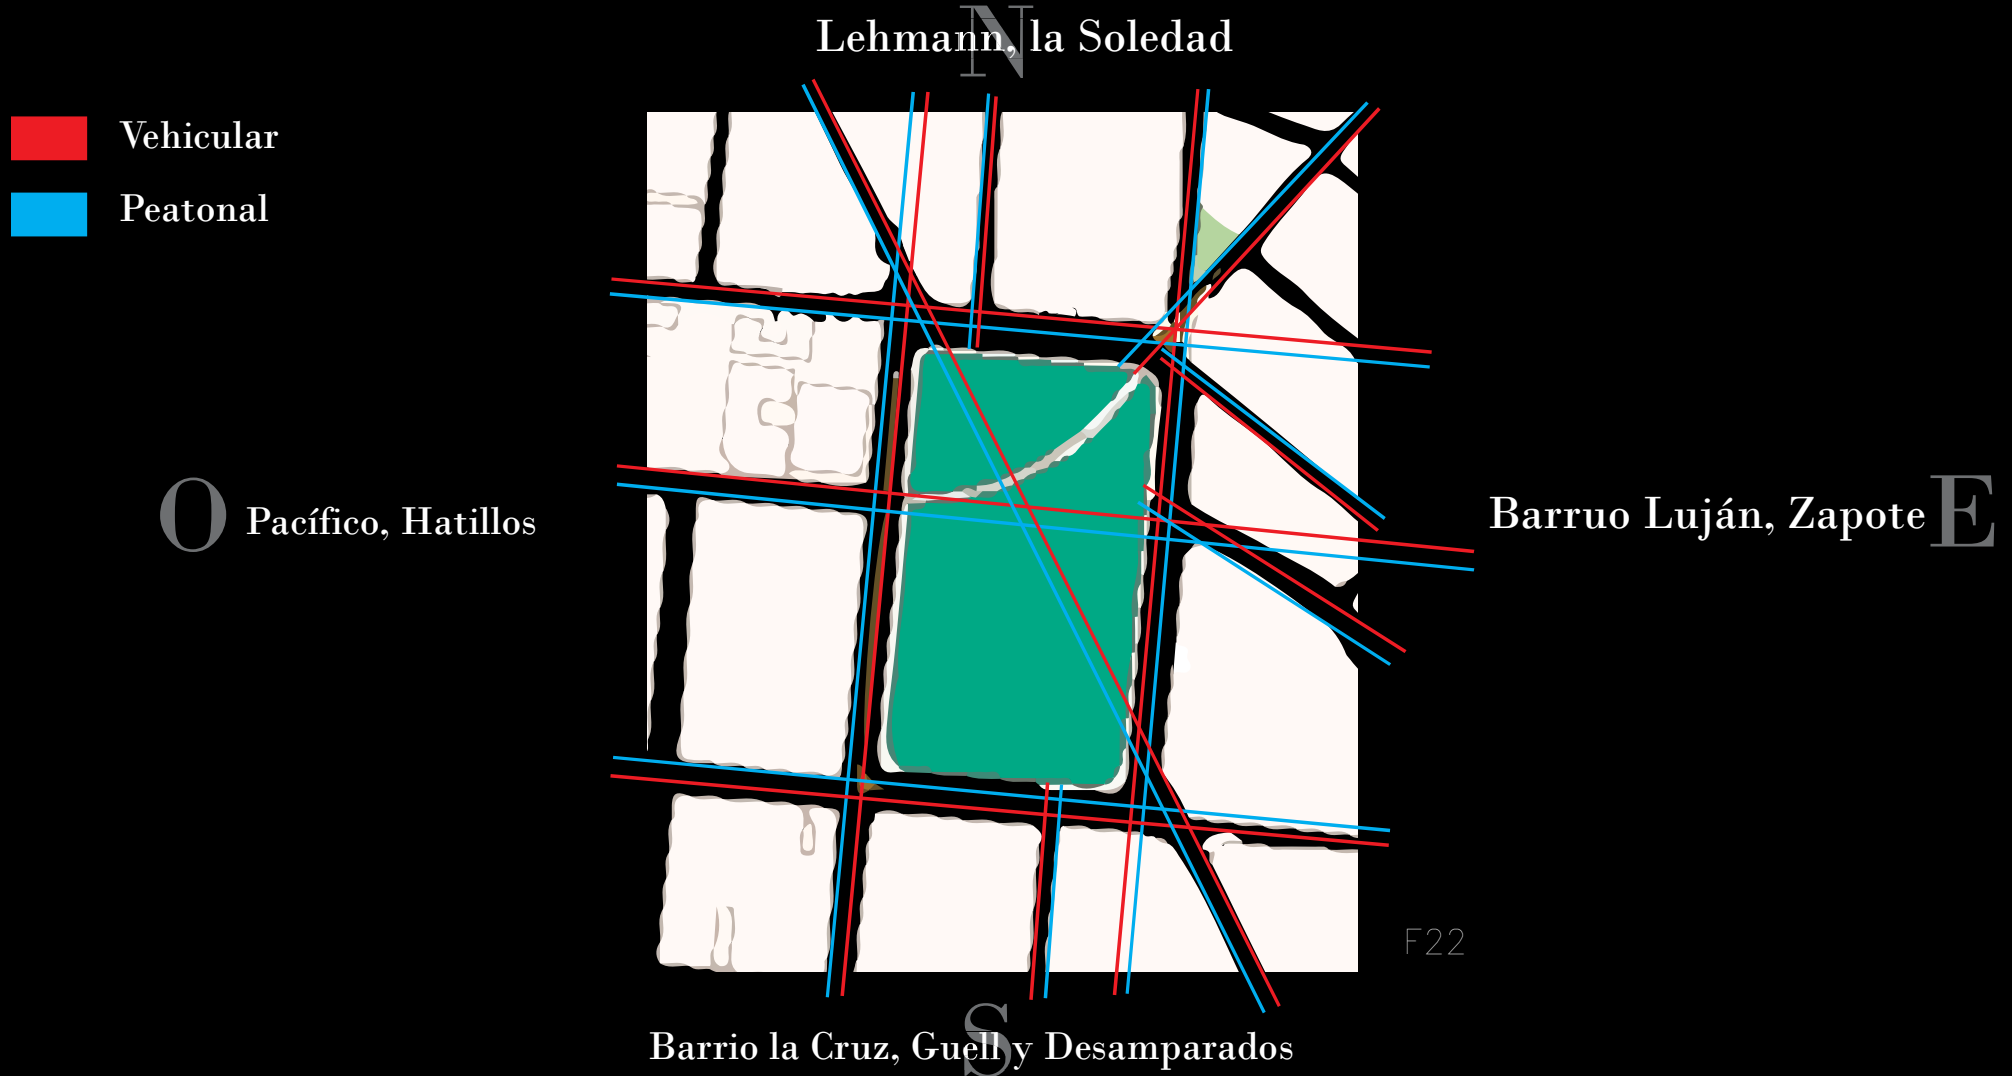 N
Lehmann, la Soledad
Vehicular
Peatonal
O
Pacífico, Hatillos
Barruo Luján, Zapote
E
F22
S
Barrio la Cruz, Guell y Desamparados